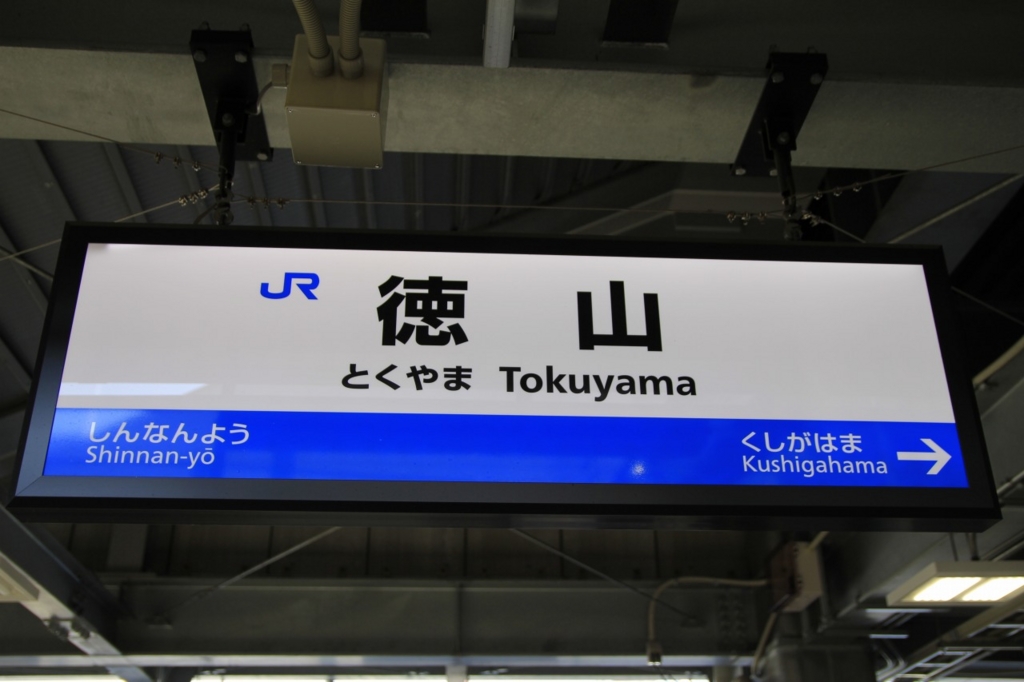 JR 徳山
とくやま Tokuyama
しんなんよう
Shinnan-yō
くしがはま →
Kushigahama